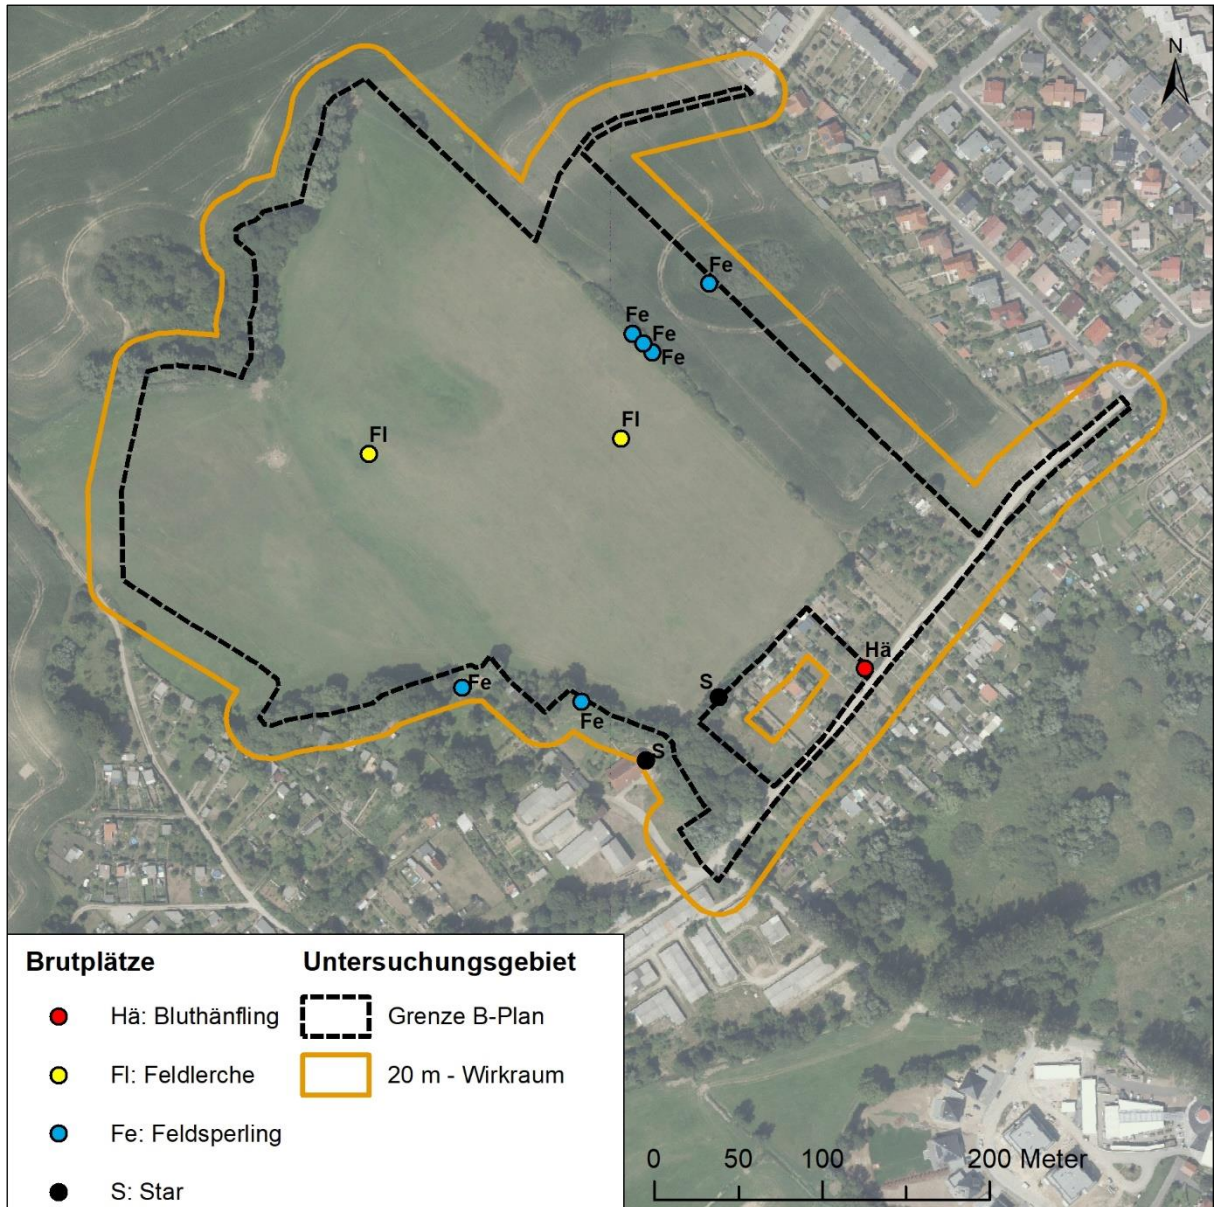 N
Fe
Fe
Fe
Fe
Fl
Fl
Hä
Fe
S
Fe
S
Brutplätze
Hä: Bluthänfling
Fl: Feldlerche
Fe: Feldsperling
S: Star
Untersuchungsgebiet
Grenze B-Plan
20 m - Wirkraum
0 50 100 200 Meter